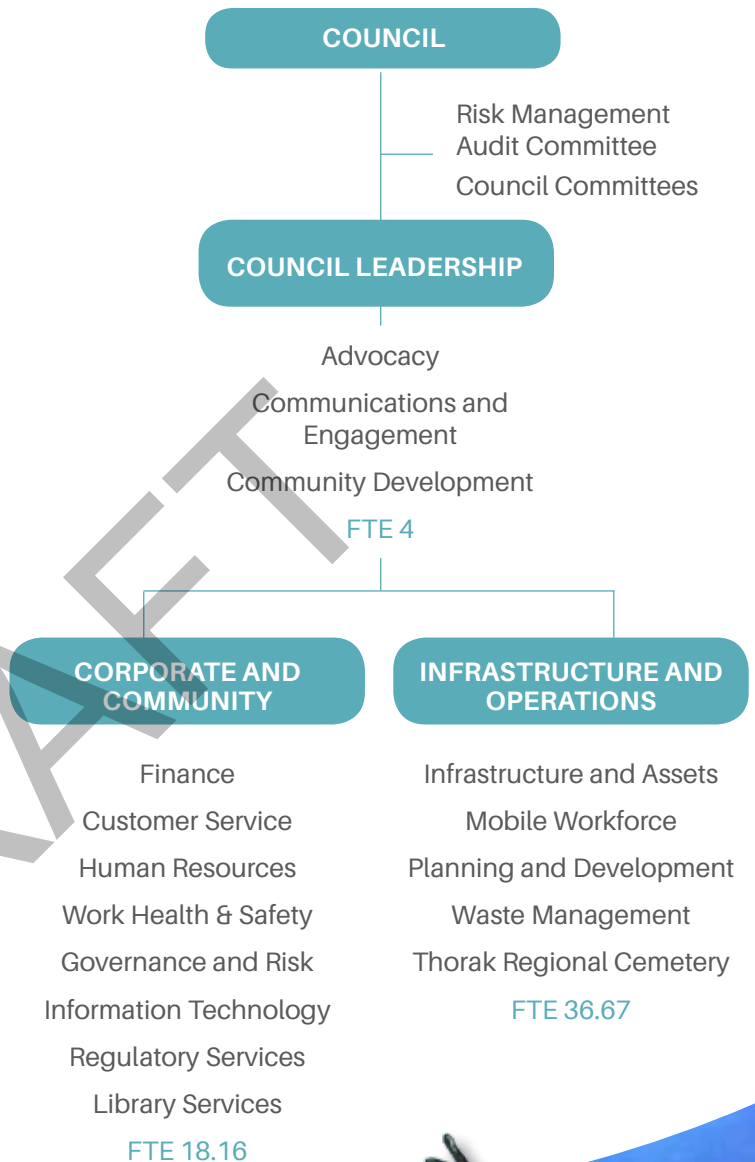 COUNCIL
Risk Management
Audit Committee
Council Committees
COUNCIL LEADERSHIP
Advocacy
Communications and
Engagement
Community Development
FTE 4
CORPORATE AND
COMMUNITY
Finance
Customer Service
Human Resources
Work Health & Safety
Governance and Risk
Information Technology
Regulatory Services
Library Services
FTE 18.16
INFRASTRUCTURE AND
OPERATIONS
Infrastructure and Assets
Mobile Workforce
Planning and Development
Waste Management
Thorak Regional Cemetery
FTE 36.67